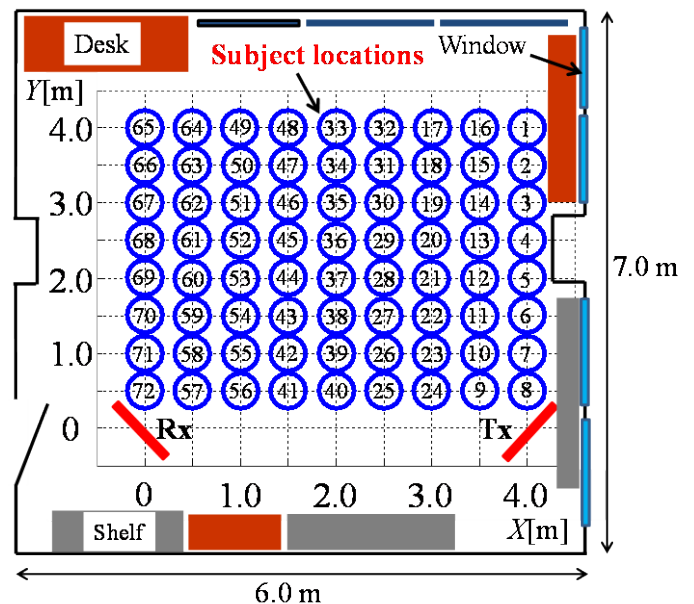 Desk
Window
Subject locations
Y[m]
4.0 65 64 49 48 33 32 17 16 1
66 63 50 47 34 31 18 15 2
3.0 67 62 51 46 35 30 19 14 3
68 61 52 45 36 29 20 13 4
2.0 69 60 53 44 37 28 21 12 5
7.0 m
70 59 54 43 38 27 22 11 6
1.0 71 58 55 42 39 26 23 10 7
72 57 56 41 40 25 24 9 8
0 Rx Tx
0 1.0 2.0 3.0 4.0
Shelf X[m]
6.0 m